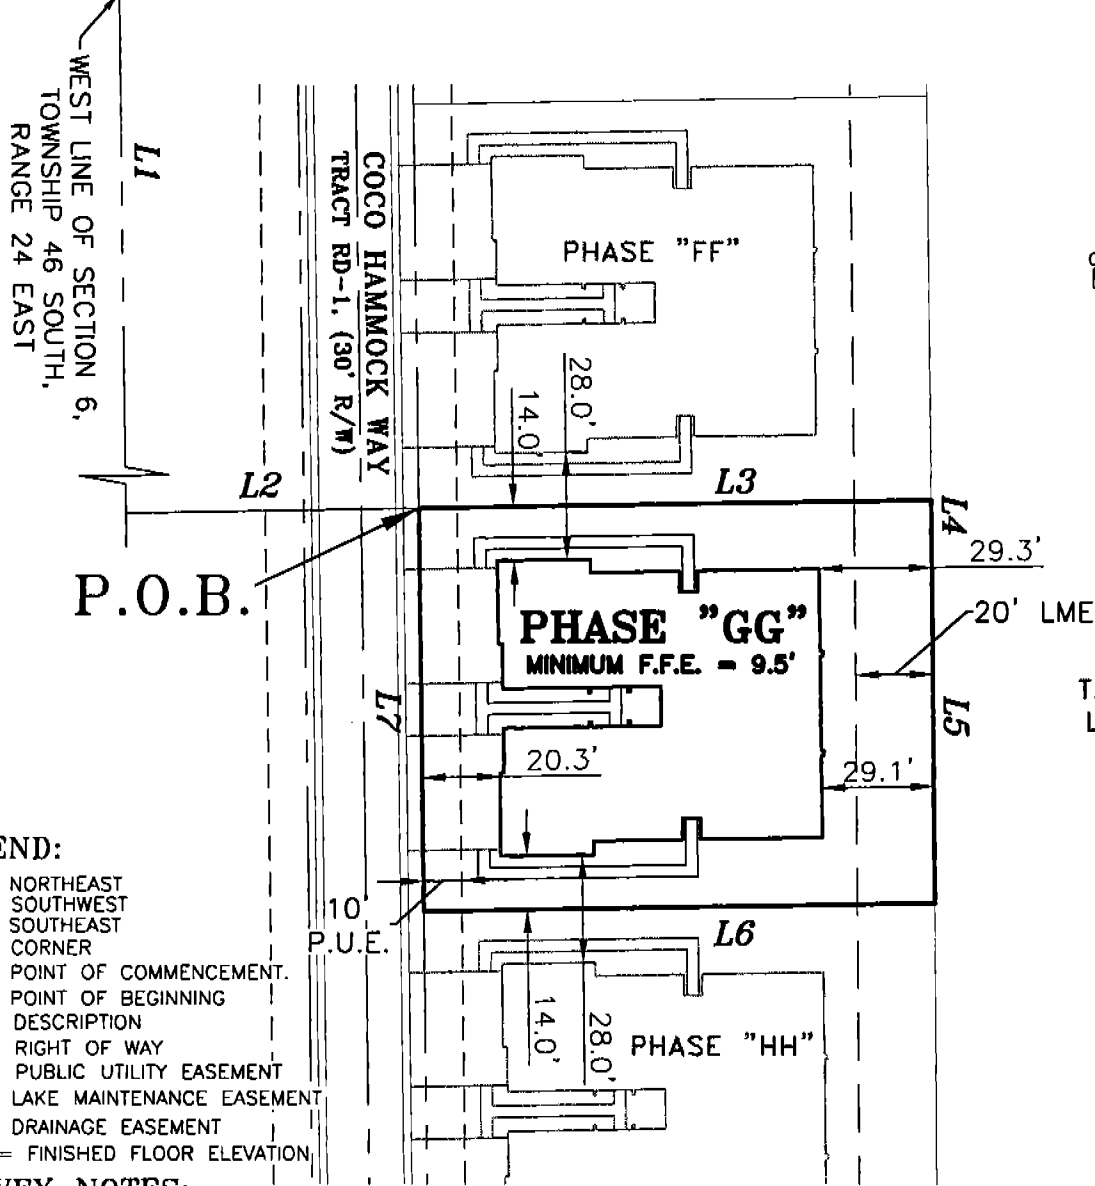 WEST LINE OF SECTION 6,
TOWNSHIP 46 SOUTH,
RANGE 24 EAST
L1
COCO HAMMOCK WAY
TRACT RD-1, (30' R/W)
PHASE "FF"
28.0'
14.0'
L2
L3
L4
29.3'
P.O.B.
PHASE "GG"
MINIMUM F.F.E. = 9.5'
20' LME
L7
L5
20.3'
29.1'
10'
P.U.E.
L6
14.0'
28.0'
PHASE "HH"
END:
NORTHEAST
SOUTHWEST
SOUTHEAST
CORNER
POINT OF COMMENCEMENT.
POINT OF BEGINNING
DESCRIPTION
RIGHT OF WAY
PUBLIC UTILITY EASEMENT
LAKE MAINTENANCE EASEMENT
DRAINAGE EASEMENT
= FINISHED FLOOR ELEVATION